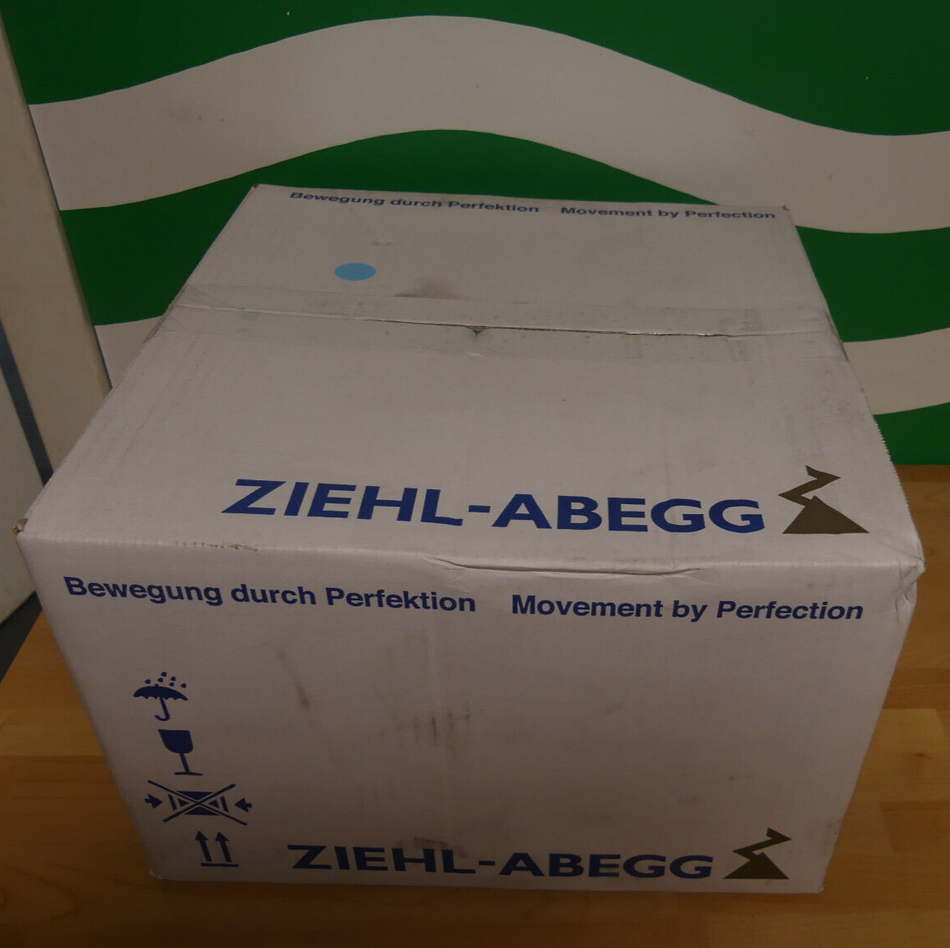 Bewegung durch Perfektion Movement by Perfection
ZIEHL-ABEGG
Bewegung durch Perfektion Movement by Perfection
ZIEHL-ABEGG